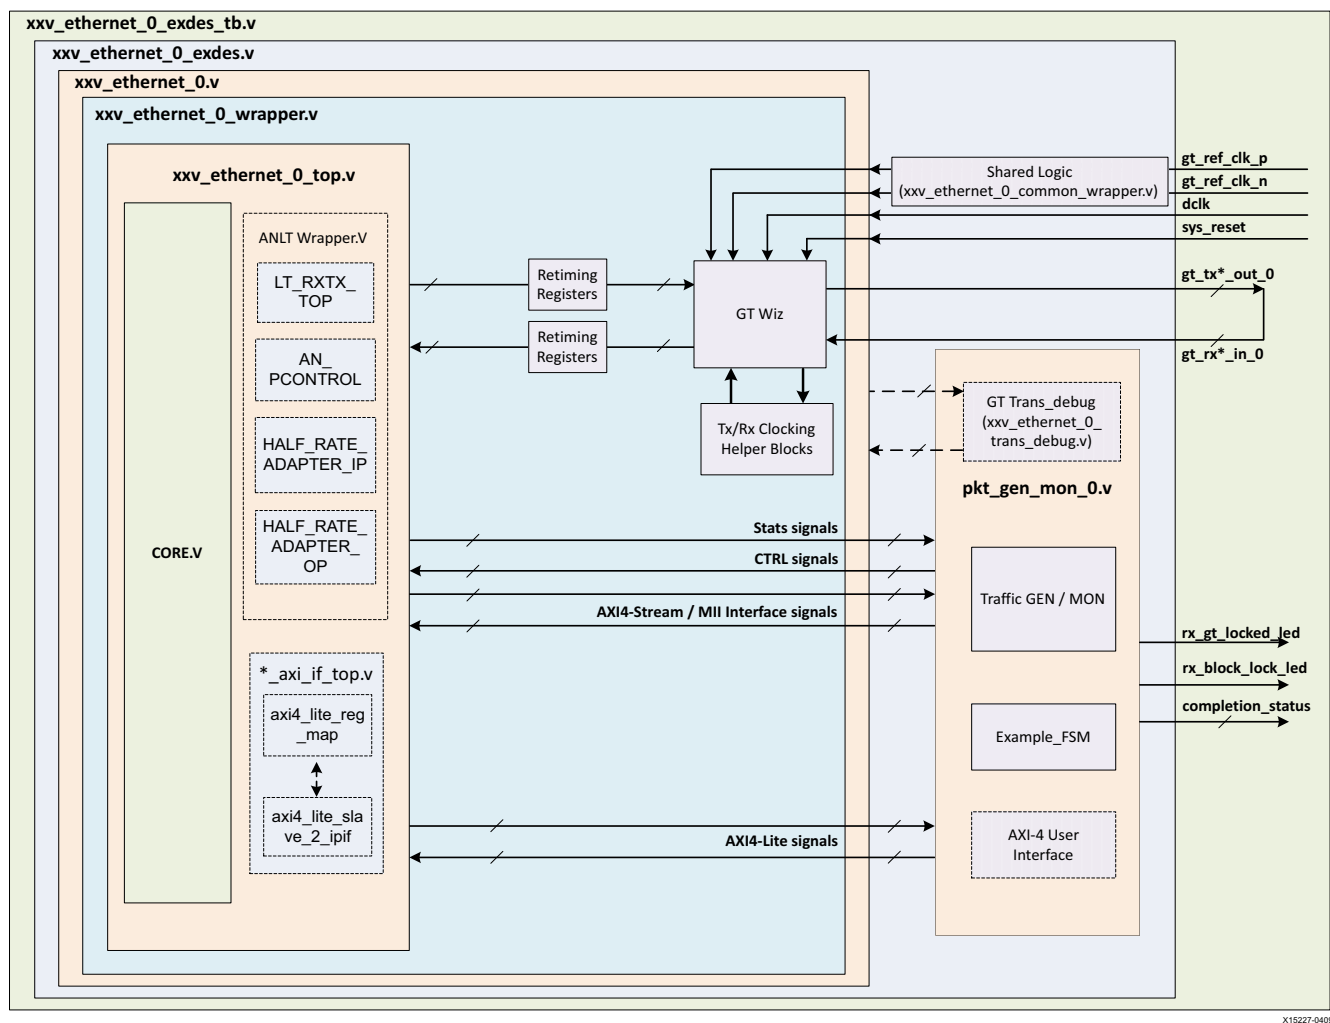 xxv_ethernet_0_exdes_tb.v
xxv_ethernet_0_exdes.v
xxv_ethernet_0.v
xxv_ethernet_0_wrapper.v
xxv_ethernet_0_top.v
CORE.V
ANLT Wrapper.V
LT_RXTX_
TOP
AN_
PCONTROL
HALF_RATE_
ADAPTER_IP
HALF_RATE_
ADAPTER_
OP
*_axi_if_top.v
axi4_lite_reg
_map
axi4_lite_sla
ve_2_ipif
Retiming
Registers
Retiming
Registers
GT Wiz
Tx/Rx Clocking
Helper Blocks
Shared Logic
(xxv_ethernet_0_common_wrapper.v)
gt_ref_clk_p
gt_ref_clk_n
dclk
sys_reset
gt_tx*_out_0
gt_rx*_in_0
GT Trans_debug
(xxv_ethernet_0_
trans_debug.v)
pkt_gen_mon_0.v
Stats signals
CTRL signals
AXI4-Stream / MII Interface signals
AXI4-Lite signals
Traffic GEN / MON
Example_FSM
AXI-4 User
Interface
rx_gt_locked_led
rx_block_lock_led
completion_status